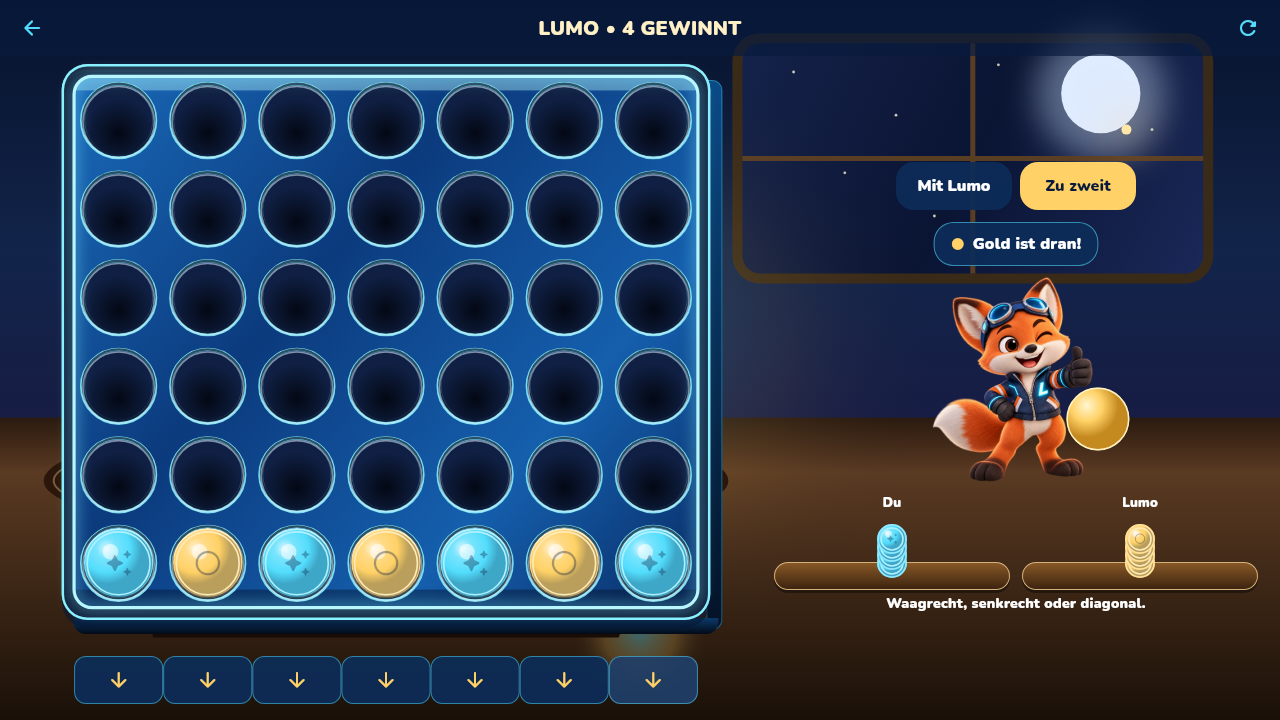 LUMO • 4 GEWINNT
Mit Lumo
Zu zweit
Gold ist dran!
L
Du
Lumo
Waagrecht, senkrecht oder diagonal.